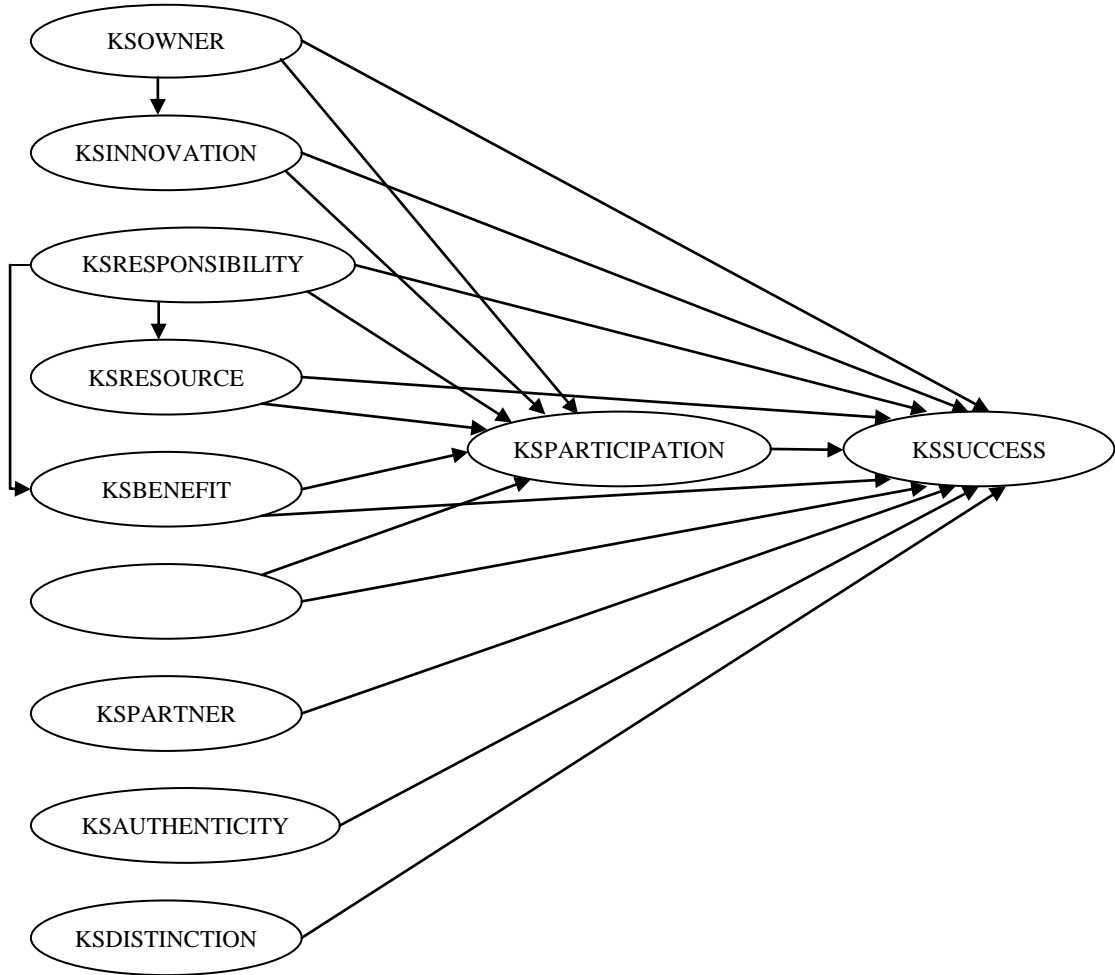 KSOWNER
KSINNOVATION
KSRESPONSIBILITY
KSRESOURCE
KSPARTICIPATION
KSSUCCESS
KSBENEFIT
KSPARTNER
KSAUTHENTICITY
KSDISTINCTION